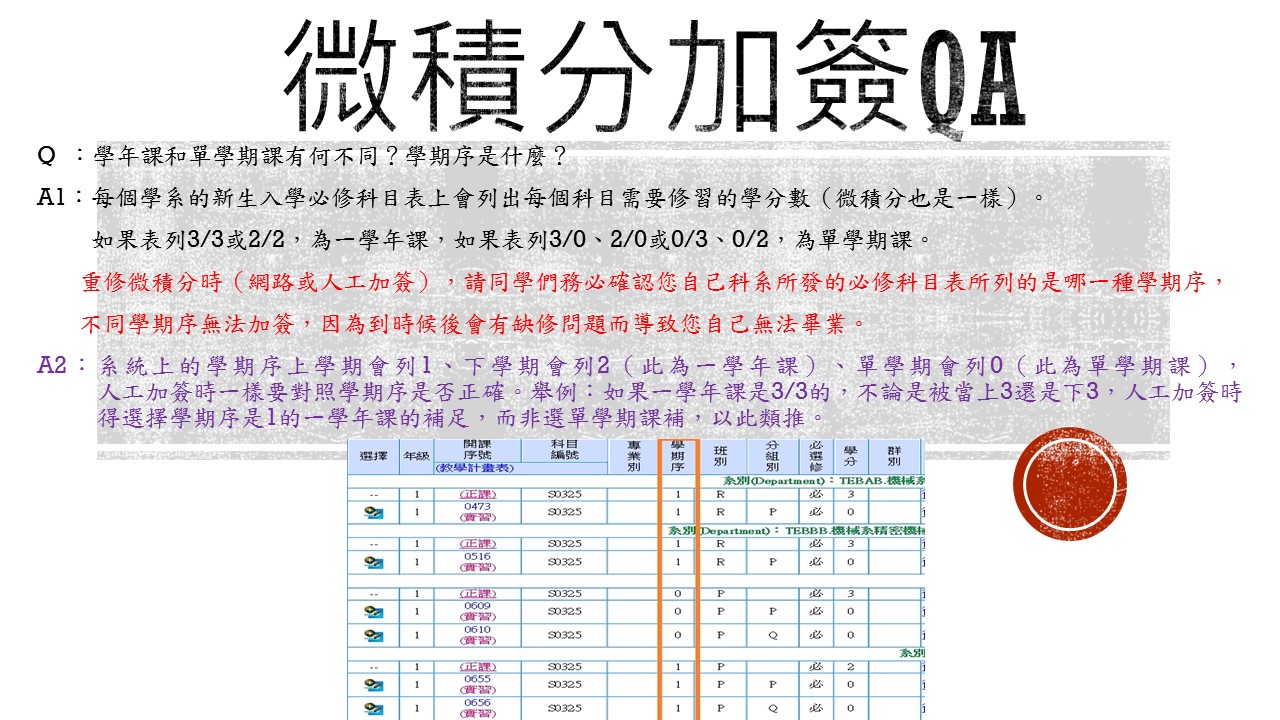 微積分加簽QA
Q ：學年課和單學期課有何不同？學期序是什麼？
A1：每個學系的新生入學必修科目表上會列出每個科目需要修習的學分數（微積分也是一樣）。
如果表列3/3或2/2，為一學年課，如果表列3/0、2/0或0/3、0/2，為單學期課。
重修微積分時（網路或人工加簽），請同學們務必確認您自己科系所發的必修科目表所列的是哪一種學期序，
不同學期序無法加簽，因為到時候後會有缺修問題而導致您自己無法畢業。
A2：系統上的學期序上學期會列1、下學期會列2（此為一學年課）、單學期會列0（此為單學期課），
人工加簽時一樣要對照學期序是否正確。舉例：如果一學年課是3/3的，不論是被當上3還是下3，人工加簽時
得選擇學期序是1的一學年課的補足，而非選單學期課補，以此類推。
選擇 年級 開課序號(教學計畫表) 科目編號 專業別 學期序 班別 分組別 必選修 學分 群別
系別(Department)：TEBAB.機械系
-- 1 (正課) S0325 1 R 必 3
1 0473(實習) S0325 1 R P 必 0
系別(Department)：TEBBB.機械系精密機械
-- 1 (正課) S0325 1 R 必 3
1 0516(實習) S0325 1 R P 必 0
-- 1 (正課) S0325 0 P 必 3
1 0609(實習) S0325 0 P P 必 0
1 0610(實習) S0325 0 P Q 必 0
系別
-- 1 (正課) S0325 1 P 必 2
1 0655(實習) S0325 1 P P 必 0
1 0656(實習) S0325 1 P Q 必 0